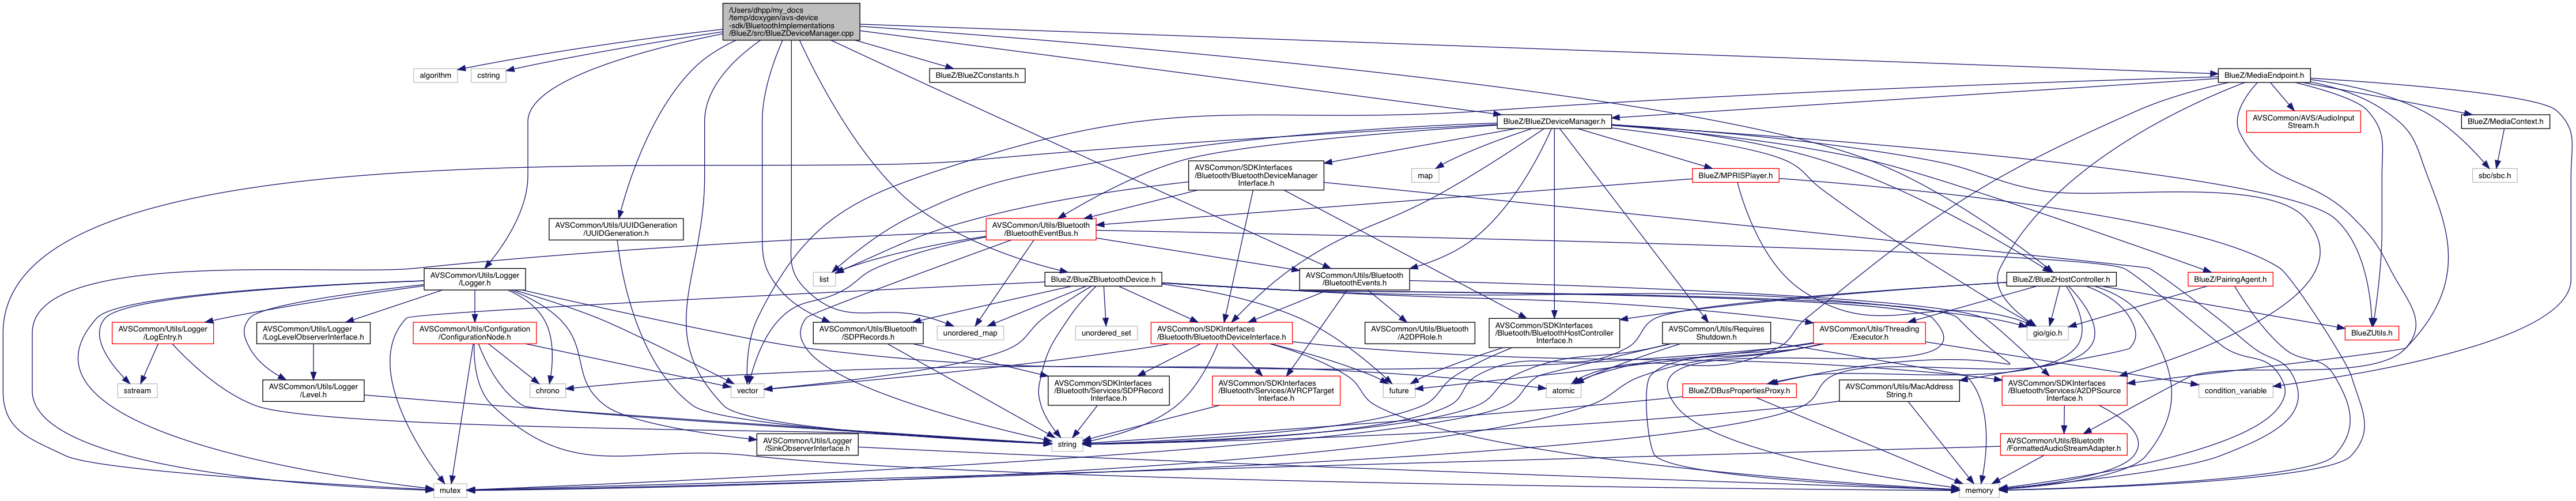 /Users/dhpp/my_docs
/temp/doxygen/avs-device
-sdk/BluetoothImplementations
/BlueZ/src/BlueZDeviceManager.cpp
algorithm
cstring
BlueZ/BlueZConstants.h
BlueZ/MediaEndpoint.h
BlueZ/BlueZDeviceManager.h
AVSCommon/AVS/AudioInput
Stream.h
BlueZ/MediaContext.h
AVSCommon/SDKInterfaces
/Bluetooth/BluetoothDeviceManager
Interface.h
map
BlueZ/MPRISPlayer.h
sbc/sbc.h
AVSCommon/Utils/UUIDGeneration
/UUIDGeneration.h
AVSCommon/Utils/Bluetooth
/BluetoothEventBus.h
AVSCommon/Utils/Logger
/Logger.h
list
BlueZ/BlueZBluetoothDevice.h
AVSCommon/Utils/Bluetooth
/BluetoothEvents.h
BlueZ/BlueZHostController.h
BlueZ/PairingAgent.h
AVSCommon/Utils/Logger
/LogEntry.h
AVSCommon/Utils/Logger
/LogLevelObserverInterface.h
AVSCommon/Utils/Configuration
/ConfigurationNode.h
AVSCommon/Utils/Bluetooth
/SDPRecords.h
unordered_map
unordered_set
AVSCommon/SDKInterfaces
/Bluetooth/BluetoothDeviceInterface.h
AVSCommon/Utils/Bluetooth
/A2DPRole.h
AVSCommon/SDKInterfaces
/Bluetooth/BluetoothHostController
Interface.h
AVSCommon/Utils/Requires
Shutdown.h
AVSCommon/Utils/Threading
/Executor.h
gio/gio.h
BlueZUtils.h
sstream
AVSCommon/Utils/Logger
/Level.h
chrono
vector
AVSCommon/SDKInterfaces
/Bluetooth/Services/SDPRecord
Interface.h
AVSCommon/SDKInterfaces
/Bluetooth/Services/AVRCPTarget
Interface.h
future
atomic
BlueZ/DBusPropertiesProxy.h
AVSCommon/Utils/MacAddress
String.h
AVSCommon/SDKInterfaces
/Bluetooth/Services/A2DPSource
Interface.h
condition_variable
AVSCommon/Utils/Logger
/SinkObserverInterface.h
string
AVSCommon/Utils/Bluetooth
/FormattedAudioStreamAdapter.h
mutex
memory